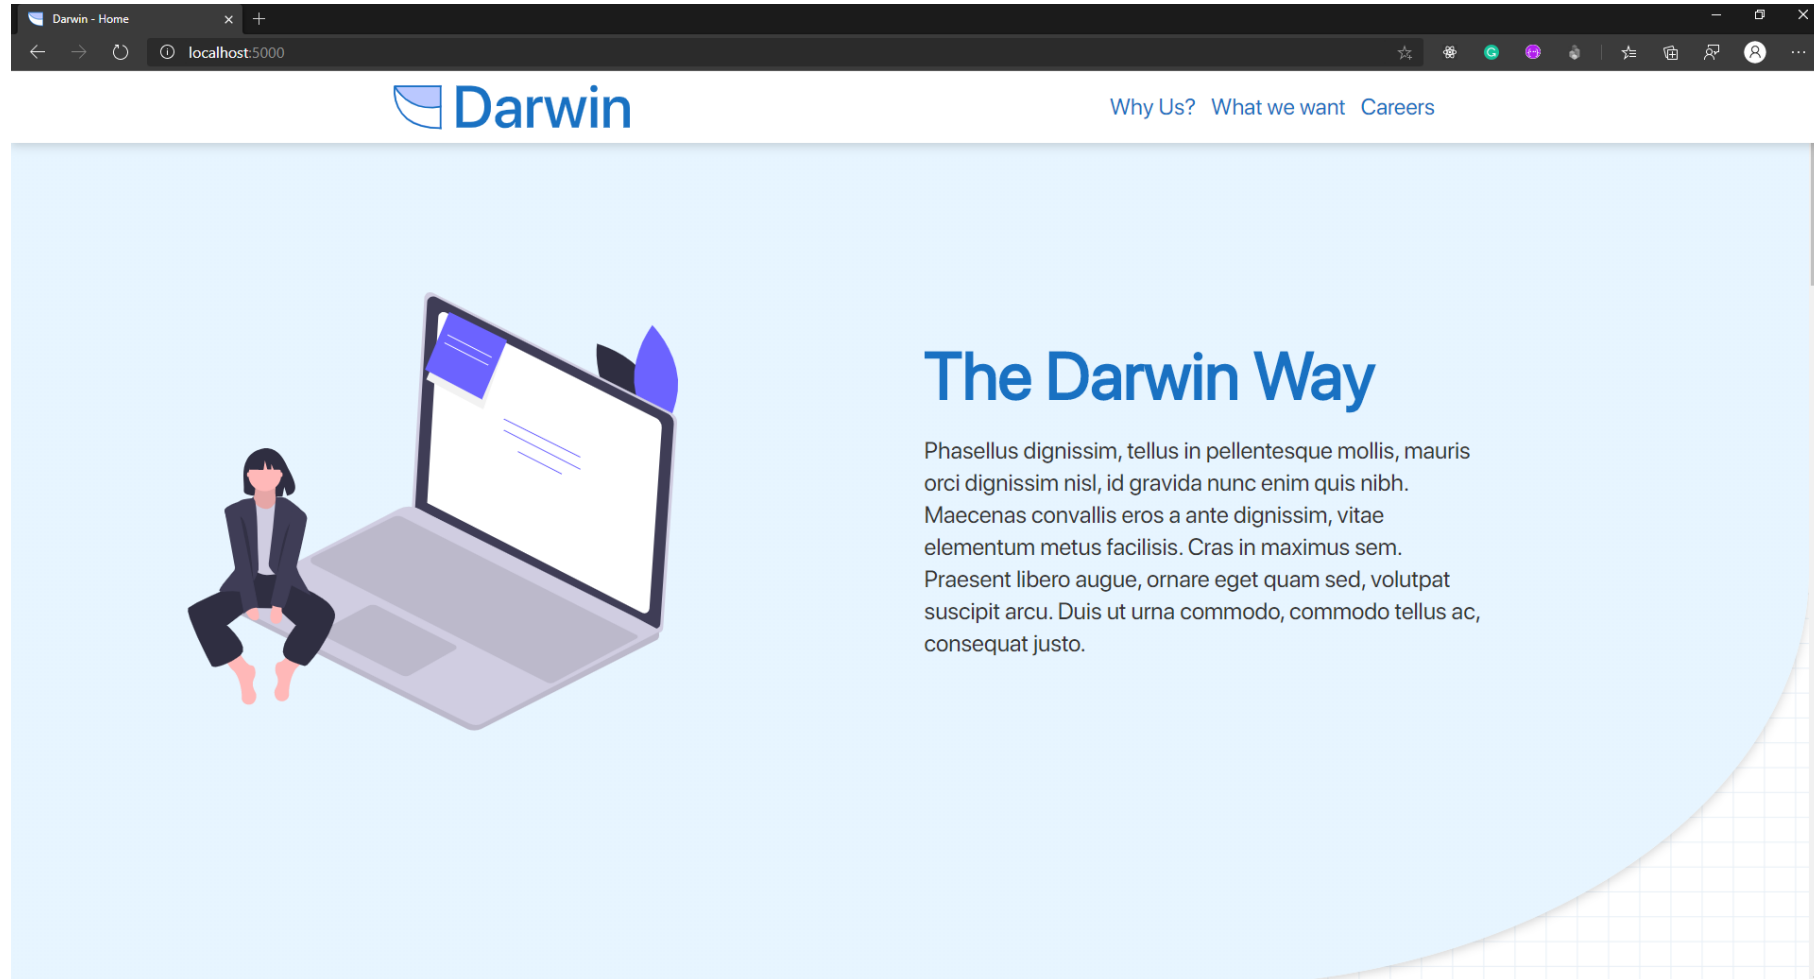 Darwin - Home
localhost:5000
Darwin
Why Us? What we want Careers
The Darwin Way
Phasellus dignissim, tellus in pellentesque mollis, mauris
orci dignissim nisl, id gravida nunc enim quis nibh.
Maecenas convallis eros a ante dignissim, vitae
elementum metus facilisis. Cras in maximus sem.
Praesent libero augue, ornare eget quam sed, volutpat
suscipit arcu. Duis ut urna commodo, commodo tellus ac,
consequat justo.